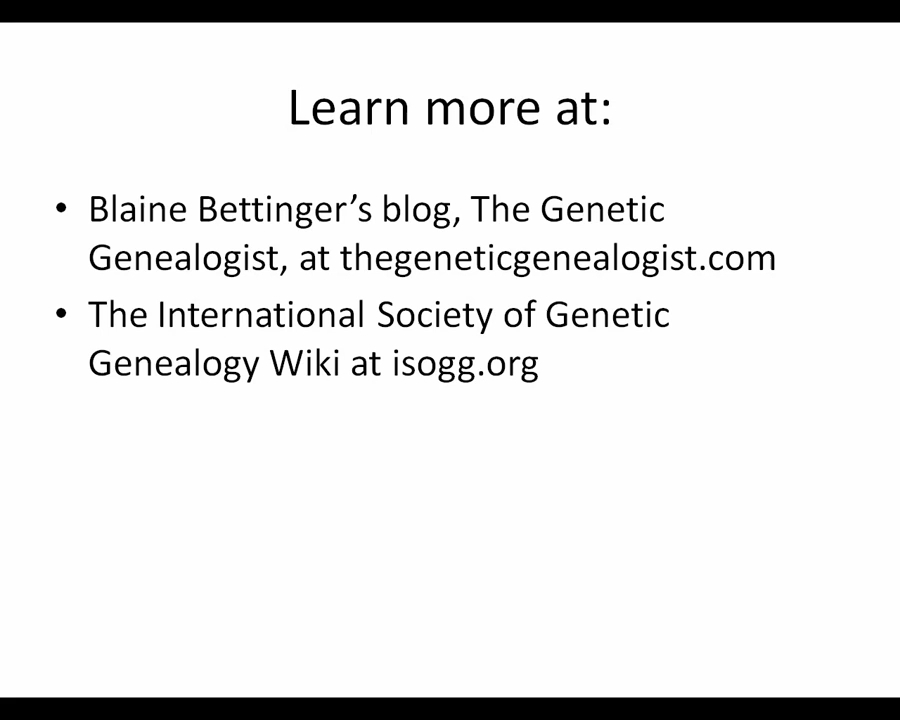 Learn more at:
• Blaine Bettinger’s blog, The Genetic
Genealogist, at thegeneticgenealogist.com
• The International Society of Genetic
Genealogy Wiki at isogg.org